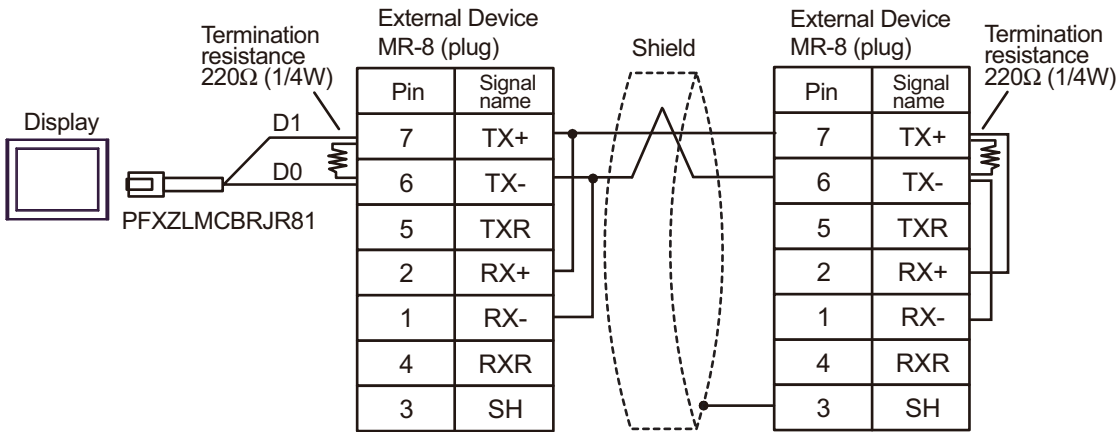 External Device
MR-8 (plug)
External Device
MR-8 (plug)
Termination
resistance
220Ω (1/4W)
Shield
Termination
resistance
220Ω (1/4W)
Display
D1
D0
PFXZLMCBRJR81
Pin Signal name
7 TX+
6 TX-
5 TXR
2 RX+
1 RX-
4 RXR
3 SH
Pin Signal name
7 TX+
6 TX-
5 TXR
2 RX+
1 RX-
4 RXR
3 SH